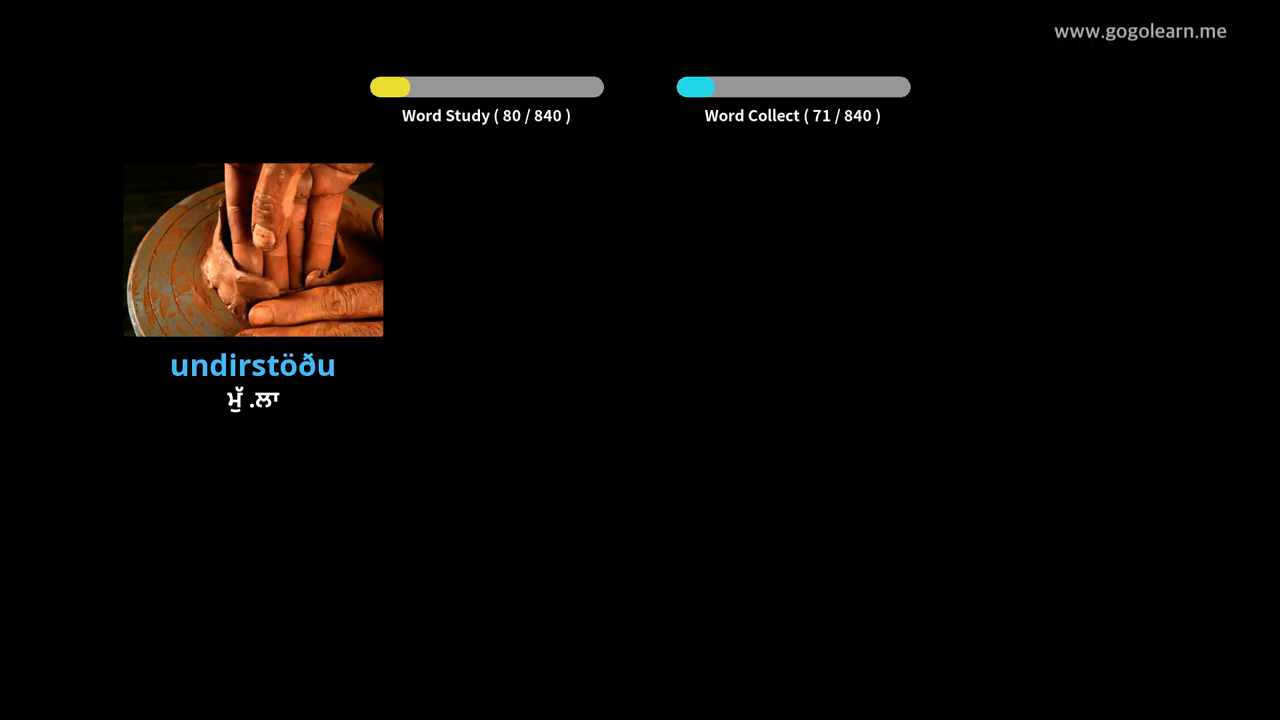 www.gogolearn.me
Word Study ( 80 / 840 )
Word Collect ( 71 / 840 )
undirstöðu
ਮੁੱ .ਲਾ